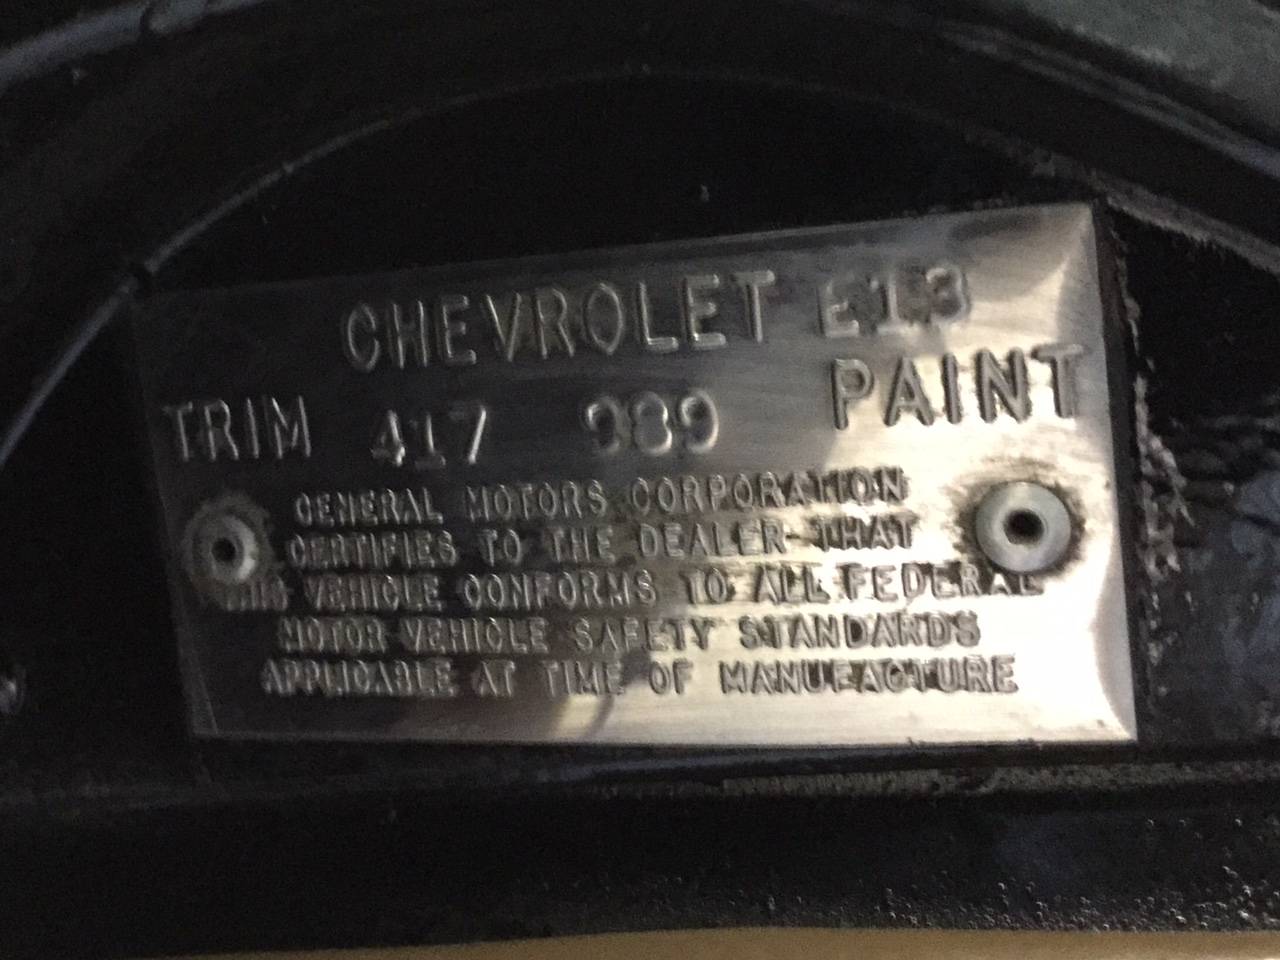 CHEVROLET E13
TRIM 417 989 PAINT
GENERAL MOTORS CORPORATION
CERTIFIES TO THE DEALER THAT
THIS VEHICLE CONFORMS TO ALL FEDERAL
MOTOR VEHICLE SAFETY STANDARDS
APPLICABLE AT TIME OF MANUFACTURE